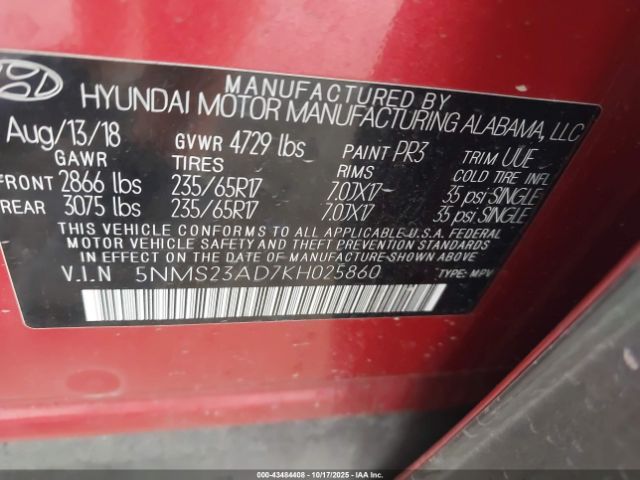 MANUFACTURED BY
HYUNDAI MOTOR MANUFACTURING ALABAMA, LLC
Aug/13/18 GVWR 4729 lbs PAINT PR3 TRIM UUE
GAWR TIRES RIMS COLD TIRE INFL
FRONT 2866 lbs 235/65R17 7.0JX17 35 psi SINGLE
REAR 3075 lbs 235/65R17 7.0JX17 35 psi SINGLE
THIS VEHICLE CONFORMS TO ALL APPLICABLE U.S.A. FEDERAL
MOTOR VEHICLE SAFETY AND THEFT PREVENTION STANDARDS
IN EFFECT ON THE DATE OF MANUFACTURE SHOWN ABOVE
V.I.N 5NMS23AD7KH025860 TYPE: MPV
000-43484408 - 10/17/2025 - COPYRIGHT IAA, LLC